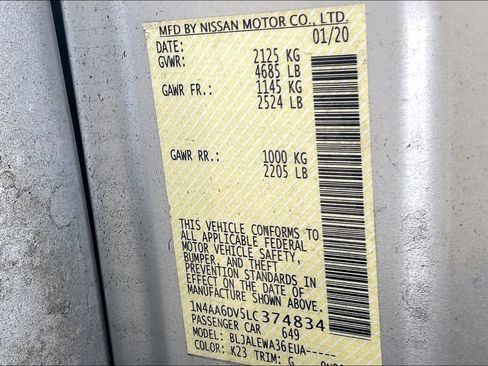 MFD BY NISSAN MOTOR CO., LTD.
DATE: 01/20
GVWR: 2125 KG
4685 LB
GAWR FR.: 1145 KG
2524 LB
GAWR RR.: 1000 KG
2205 LB
THIS VEHICLE CONFORMS TO
ALL APPLICABLE FEDERAL
MOTOR VEHICLE SAFETY,
BUMPER, AND THEFT
PREVENTION STANDARDS IN
EFFECT ON THE DATE OF
MANUFACTURE SHOWN ABOVE.
1N4AA6DV5LC374834
PASSENGER CAR 649
MODEL: BLJALEWA36EUA-----
COLOR: K23 TRIM: G